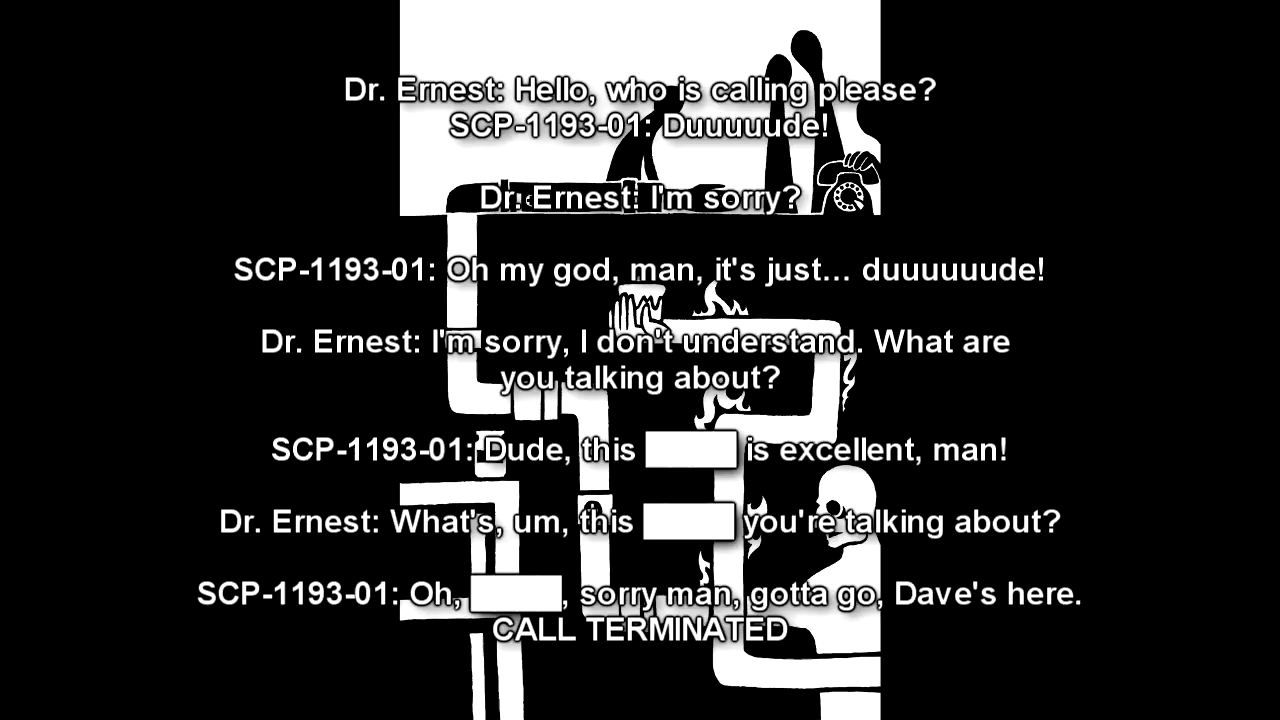 Dr. Ernest: Hello, who is calling please?
SCP-1193-01: Duuuuude!
Dr. Ernest: I'm sorry?
SCP-1193-01: Oh my god, man, it's just... duuuuuude!
Dr. Ernest: I'm sorry, I don't understand. What are
you talking about?
SCP-1193-01: Dude, this is excellent, man!
Dr. Ernest: What's, um, this you're talking about?
SCP-1193-01: Oh, , sorry man, gotta go, Dave's here.
CALL TERMINATED